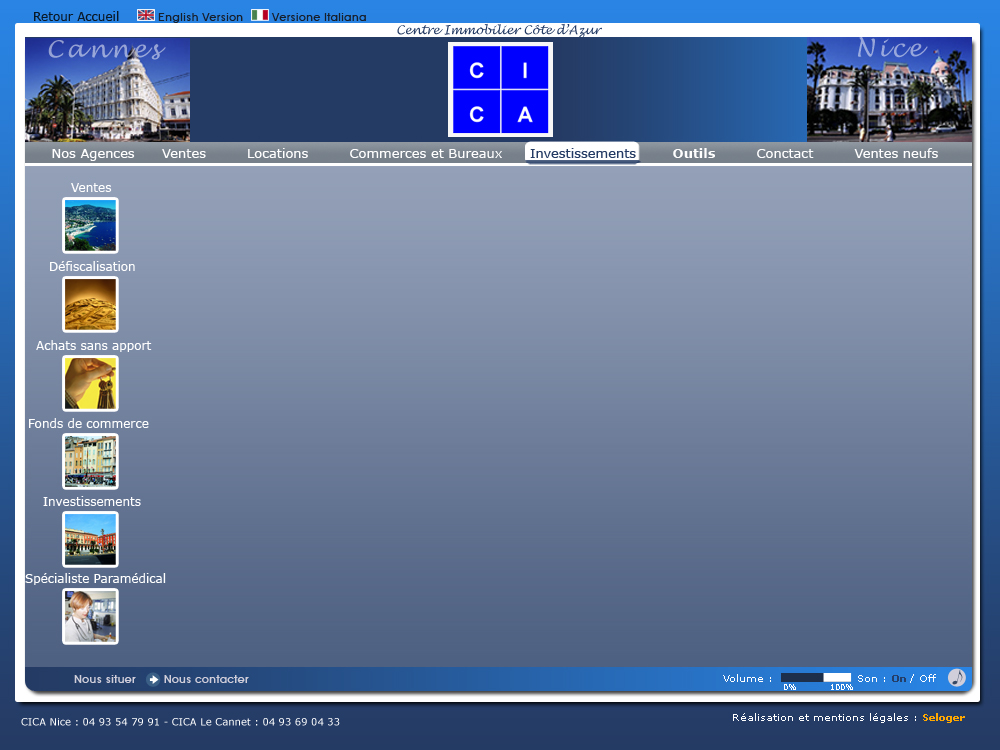 Retour Accueil English Version Versione Italiana
Centre Immobilier Côte d'Azur
Cannes
Nice
C I
C A
Nos Agences Ventes Locations Commerces et Bureaux Investissements Outils Conctact Ventes neufs
Ventes
Défiscalisation
Achats sans apport
Fonds de commerce
Investissements
Spécialiste Paramédical
Nous situer Nous contacter
Volume : 0% 100% Son : On / Off
CICA Nice : 04 93 54 79 91 - CICA Le Cannet : 04 93 69 04 33
Réalisation et mentions légales : Seloger